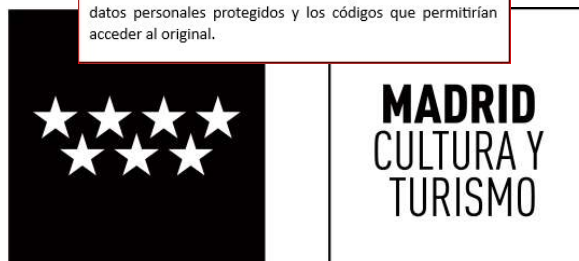 datos personales protegidos y los códigos que permitirían
acceder al original.
MADRID
CULTURA Y
TURISMO